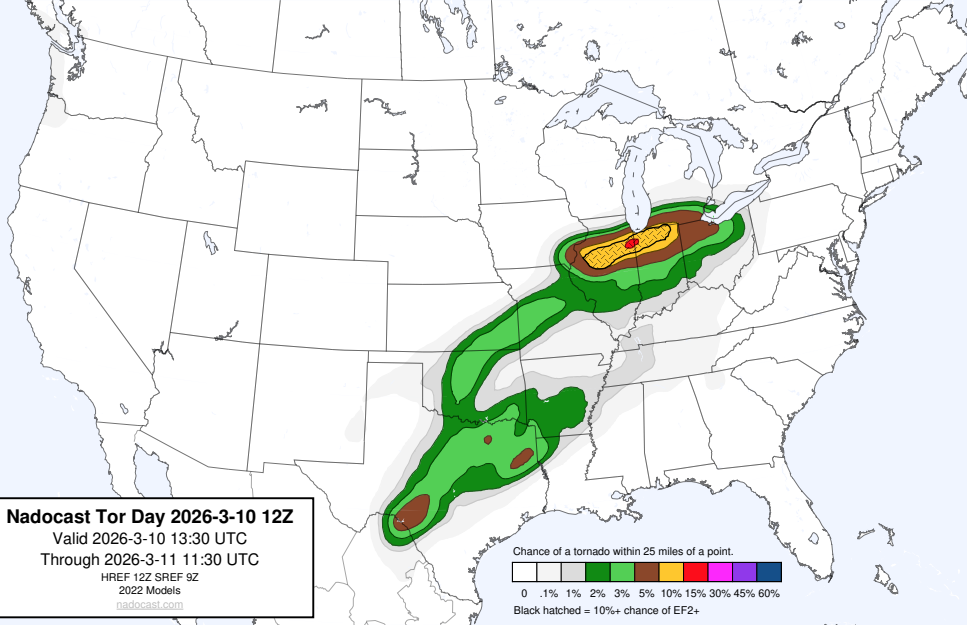 Nadocast Tor Day 2026-3-10 12Z
Valid 2026-3-10 13:30 UTC
Through 2026-3-11 11:30 UTC
HREF 12Z SREF 9Z
2022 Models
nadocast.com
Chance of a tornado within 25 miles of a point.
0 .1% 1% 2% 3% 5% 10% 15% 30% 45% 60%
Black hatched = 10%+ chance of EF2+